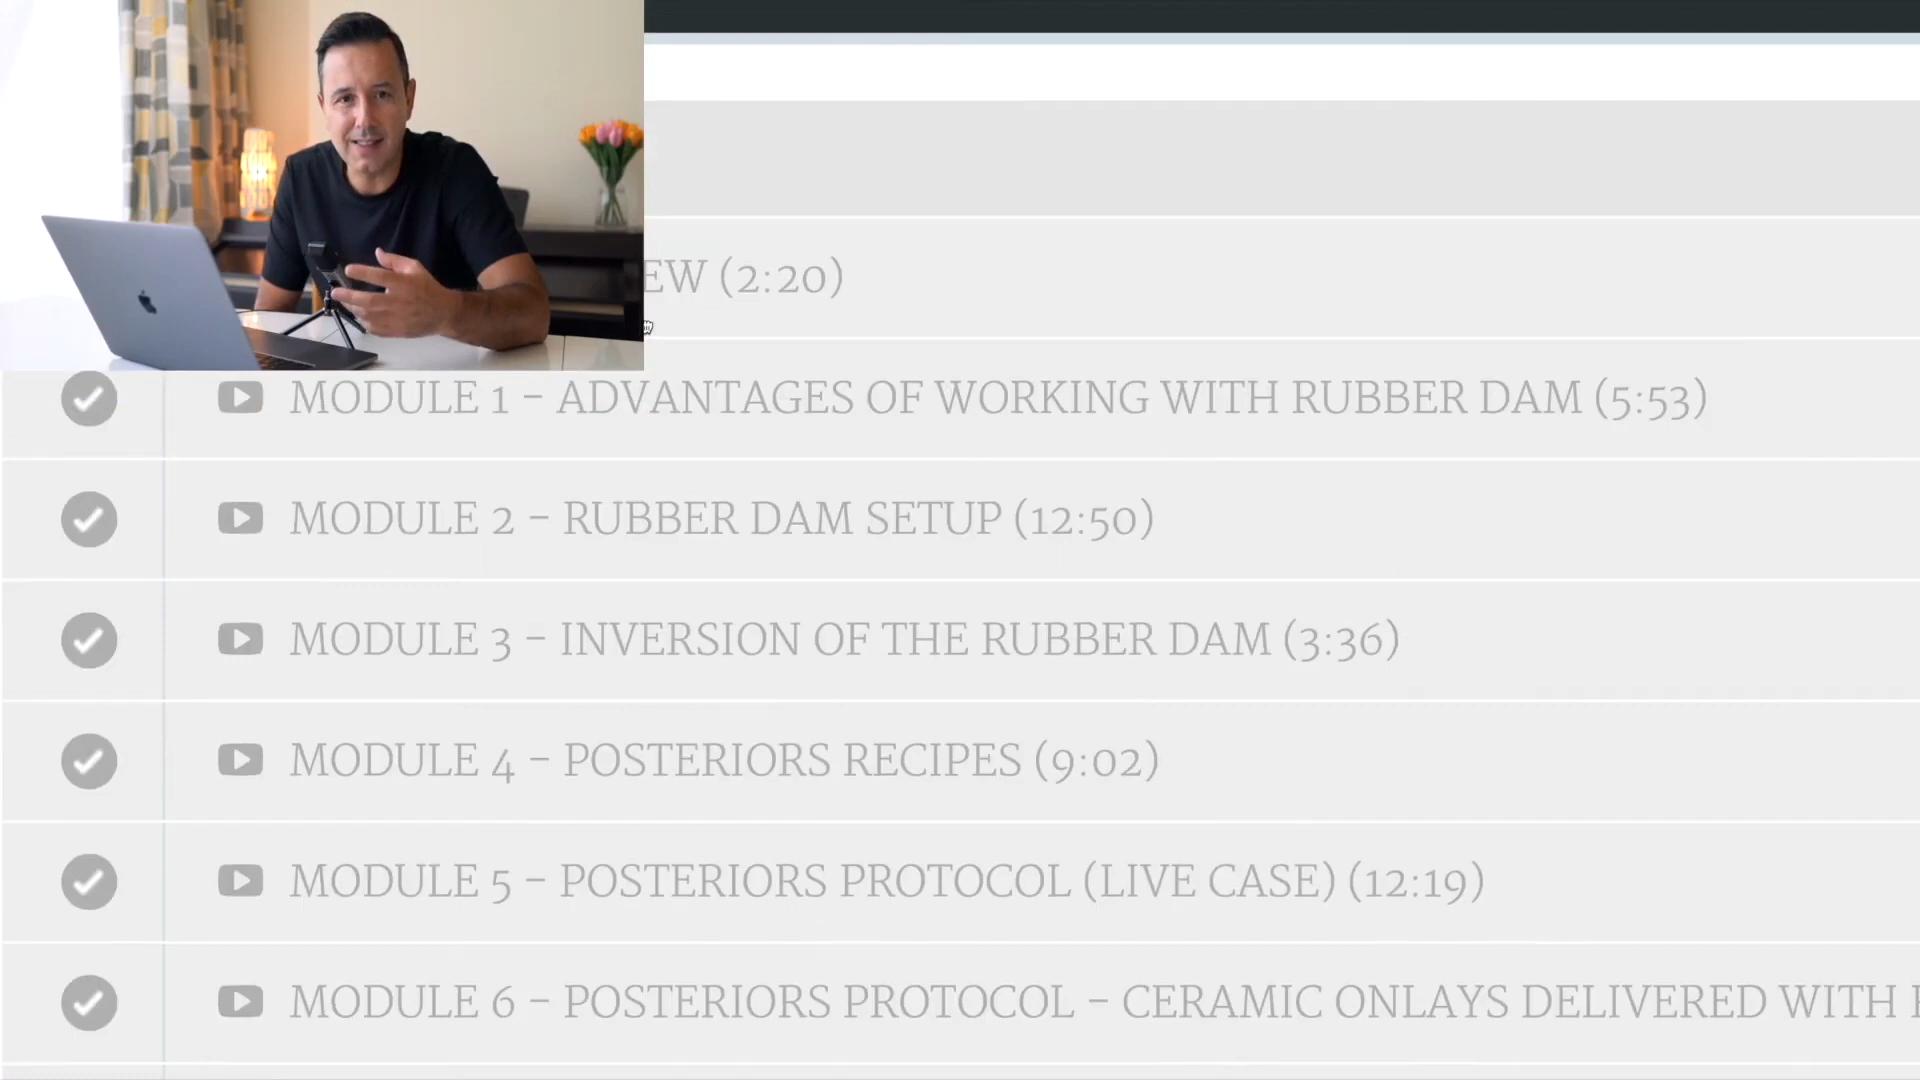 (2:20)
MODULE 1 – ADVANTAGES OF WORKING WITH RUBBER DAM (5:53)
MODULE 2 – RUBBER DAM SETUP (12:50)
MODULE 3 – INVERSION OF THE RUBBER DAM (3:36)
MODULE 4 – POSTERIORS RECIPES (9:02)
MODULE 5 – POSTERIORS PROTOCOL (LIVE CASE) (12:19)
MODULE 6 – POSTERIORS PROTOCOL – CERAMIC ONLAYS DELIVERED WITH